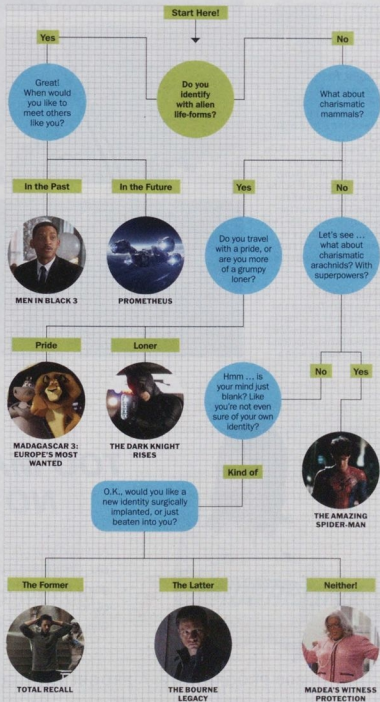 Start Here!
Yes
No
Great!
When would
you like to
meet others
like you?
Do you
identify
with alien
life-forms?
What about
charismatic
mammals?
In the Past
In the Future
Yes
No
MEN IN BLACK 3
PROMETHEUS
Do you travel
with a pride, or
are you more
of a grumpy
loner?
Let's see ...
what about
charismatic
arachnids? With
superpowers?
Pride
Loner
No
Yes
MADAGASCAR 3:
EUROPE'S MOST
WANTED
THE DARK KNIGHT
RISES
Hmm ... is
your mind just
blank? Like
you're not even
sure of your own
identity?
THE AMAZING
SPIDER-MAN
Kind of
O.K., would you like a
new identity surgically
implanted, or just
beaten into you?
The Former
The Latter
Neither!
TOTAL RECALL
THE BOURNE
LEGACY
MADEA'S WITNESS
PROTECTION